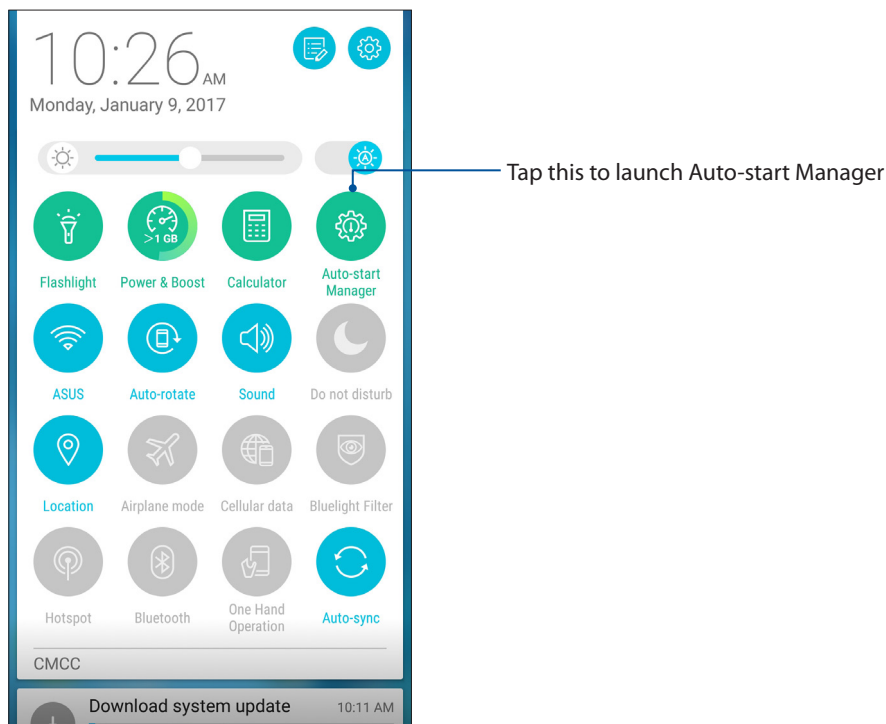 10:26 AM
Monday, January 9, 2017
A
Tap this to launch Auto-start Manager
>1 GB
Flashlight Power & Boost Calculator Auto-start
Manager
ASUS Auto-rotate Sound Do not disturb
Location Airplane mode Cellular data Bluelight Filter
Hotspot Bluetooth One Hand
Operation Auto-sync
CMCC
Download system update 10:11 AM